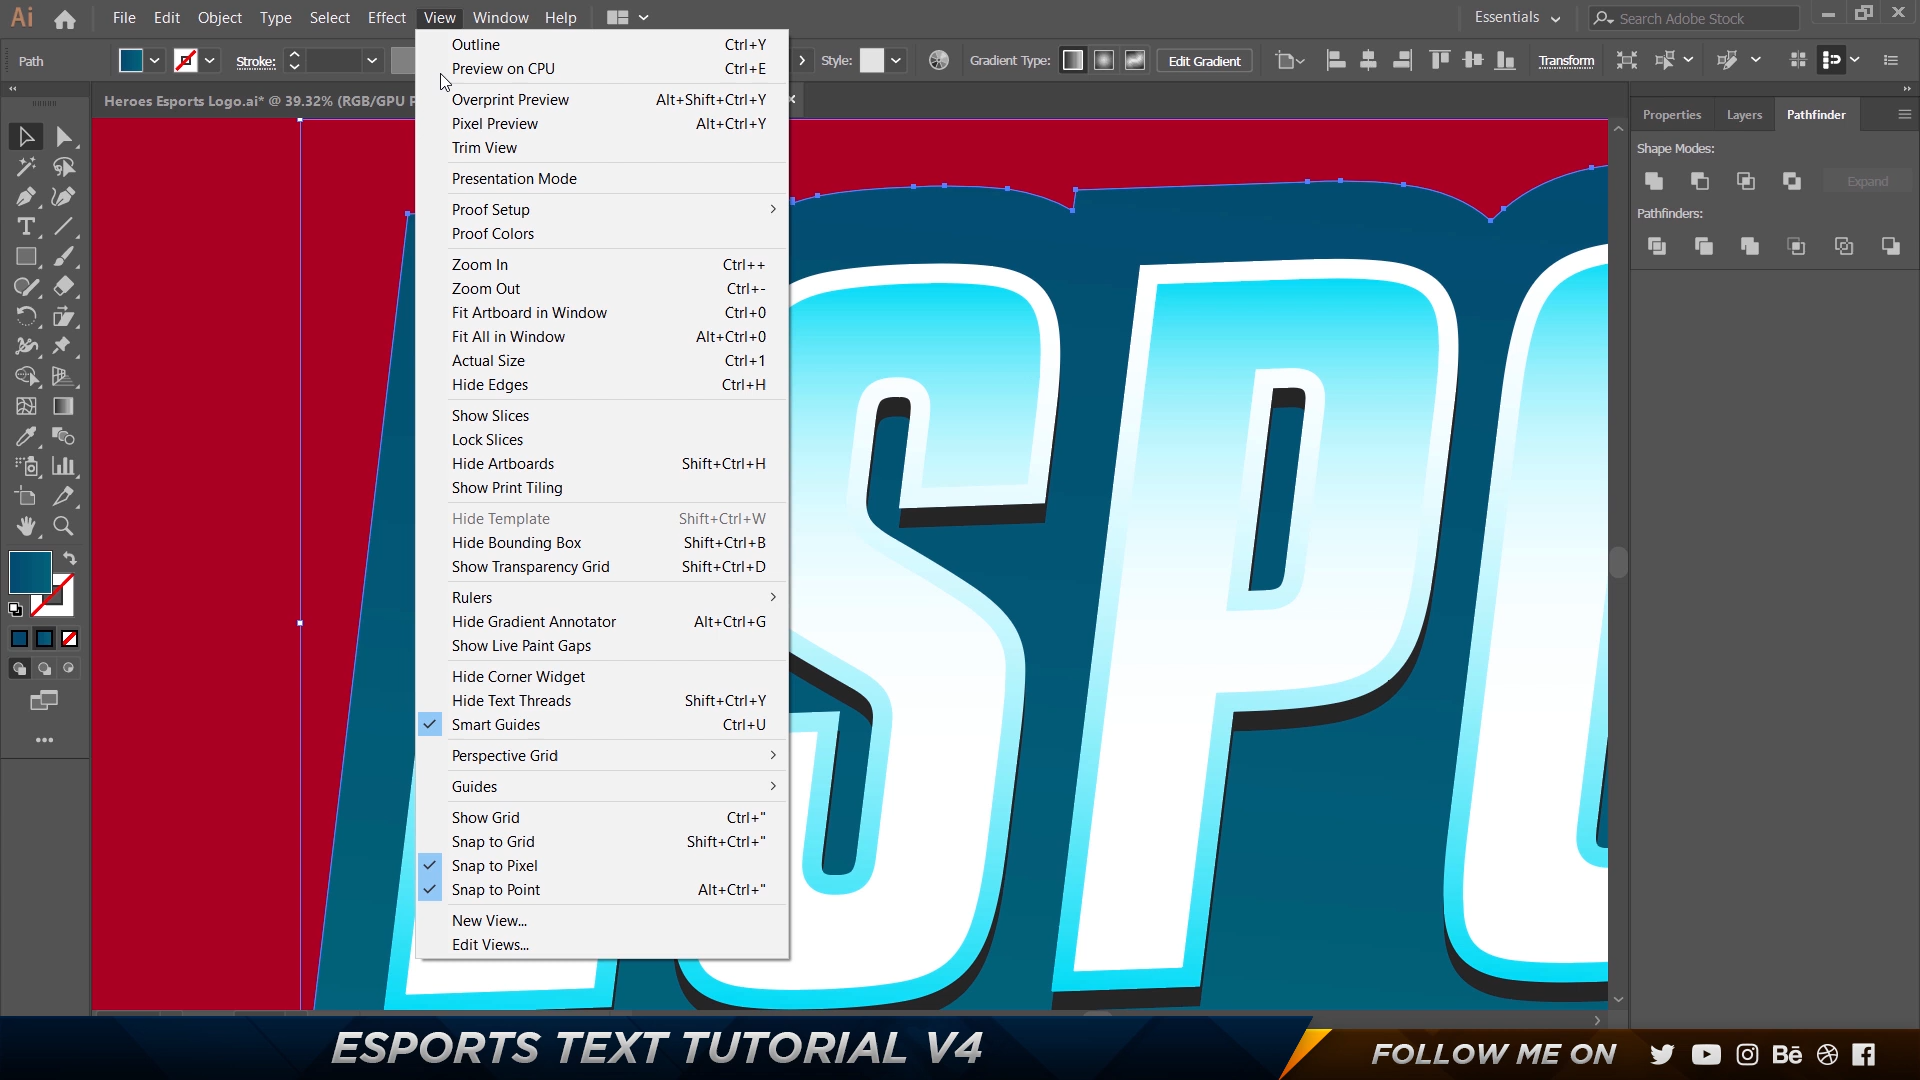 Ai File Edit Object Type Select Effect View Window Help Essentials Search Adobe Stock
Path Stroke: Style: Gradient Type: Edit Gradient Transform
Heroes Esports Logo.ai* @ 39.32% (RGB/GPU P
Outline Ctrl+Y
Preview on CPU Ctrl+E
Overprint Preview Alt+Shift+Ctrl+Y
Pixel Preview Alt+Ctrl+Y
Trim View
Presentation Mode
Proof Setup
Proof Colors
Zoom In Ctrl++
Zoom Out Ctrl+-
Fit Artboard in Window Ctrl+0
Fit All in Window Alt+Ctrl+0
Actual Size Ctrl+1
Hide Edges Ctrl+H
Show Slices
Lock Slices
Hide Artboards Shift+Ctrl+H
Show Print Tiling
Hide Template Shift+Ctrl+W
Hide Bounding Box Shift+Ctrl+B
Show Transparency Grid Shift+Ctrl+D
Rulers
Hide Gradient Annotator Alt+Ctrl+G
Show Live Paint Gaps
Hide Corner Widget
Hide Text Threads Shift+Ctrl+Y
Smart Guides Ctrl+U
Perspective Grid
Guides
Show Grid Ctrl+"
Snap to Grid Shift+Ctrl+"
Snap to Pixel
Snap to Point Alt+Ctrl+"
New View...
Edit Views...
SP
Properties Layers Pathfinder
Shape Modes:
Expand
Pathfinders:
ESPORTS TEXT TUTORIAL V4
FOLLOW ME ON Bē